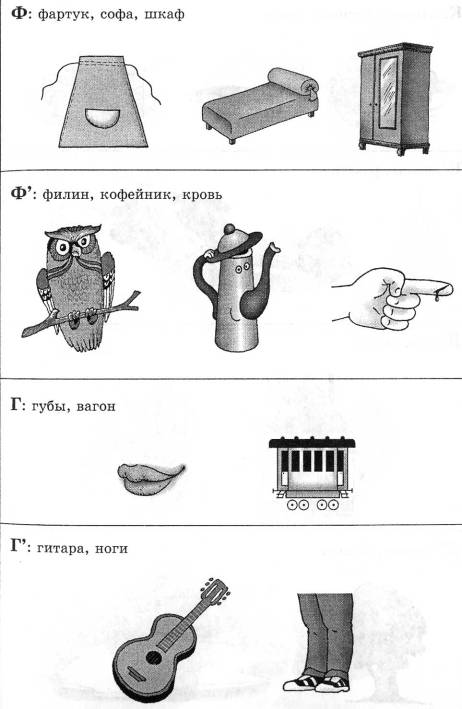 Ф: фартук, софа, шкаф
Ф’: филин, кофейник, кровь
Г: губы, вагон
Г’: гитара, ноги